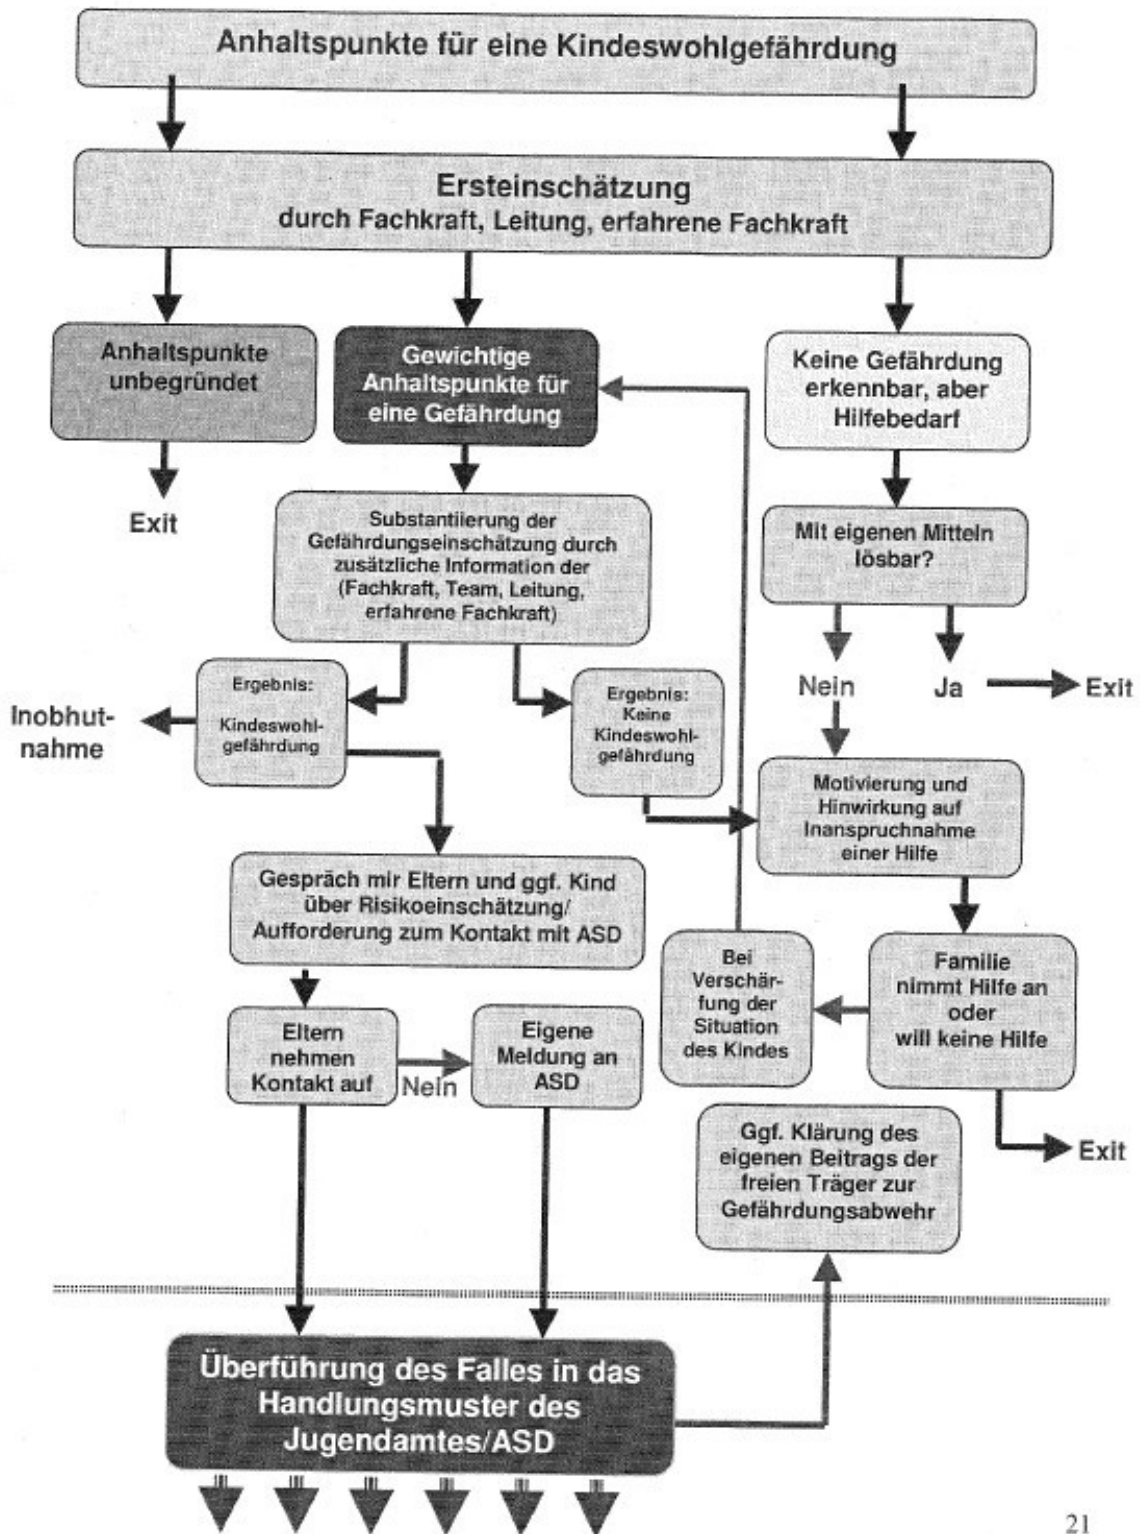 Anhaltspunkte für eine Kindeswohlgefährdung
Ersteinschätzung
durch Fachkraft, Leitung, erfahrene Fachkraft
Anhaltspunkte
unbegründet
Exit
Gewichtige
Anhaltspunkte für
eine Gefährdung
Keine Gefährdung
erkennbar, aber
Hilfebedarf
Substantiierung der
Gefährdungseinschätzung durch
zusätzliche Information der
(Fachkraft, Team, Leitung,
erfahrene Fachkraft)
Mit eigenen Mitteln
lösbar?
Nein
Ja
Exit
Inobhut-
nahme
Ergebnis:
Kindeswohl-
gefährdung
Ergebnis:
Keine
Kindeswohl-
gefährdung
Motivierung und
Hinwirkung auf
Inanspruchnahme
einer Hilfe
Gespräch mir Eltern und ggf. Kind
über Risikoeinschätzung/
Aufforderung zum Kontakt mit ASD
Bei
Verschär-
fung der
Situation
des Kindes
Familie
nimmt Hilfe an
oder
will keine Hilfe
Eltern
nehmen
Kontakt auf
Nein
Eigene
Meldung an
ASD
Exit
Ggf. Klärung des
eigenen Beitrags der
freien Träger zur
Gefährdungsabwehr
Überführung des Falles in das
Handlungsmuster des
Jugendamtes/ASD
21